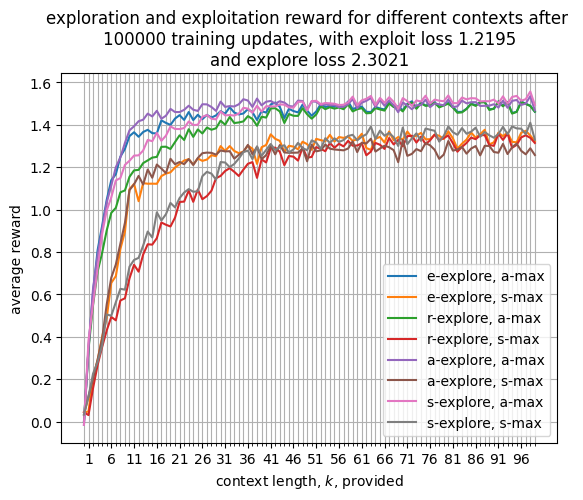 exploration and exploitation reward for different contexts after
100000 training updates, with exploit loss 1.2195
and explore loss 2.3021
1.6
1.4
1.2
1.0
0.8
0.6
0.4
0.2
0.0
average reward
e-explore, a-max
e-explore, s-max
r-explore, a-max
r-explore, s-max
a-explore, a-max
a-explore, s-max
s-explore, a-max
s-explore, s-max
1 6 11 16 21 26 31 36 41 46 51 56 61 66 71 76 81 86 91 96
context length, k, provided